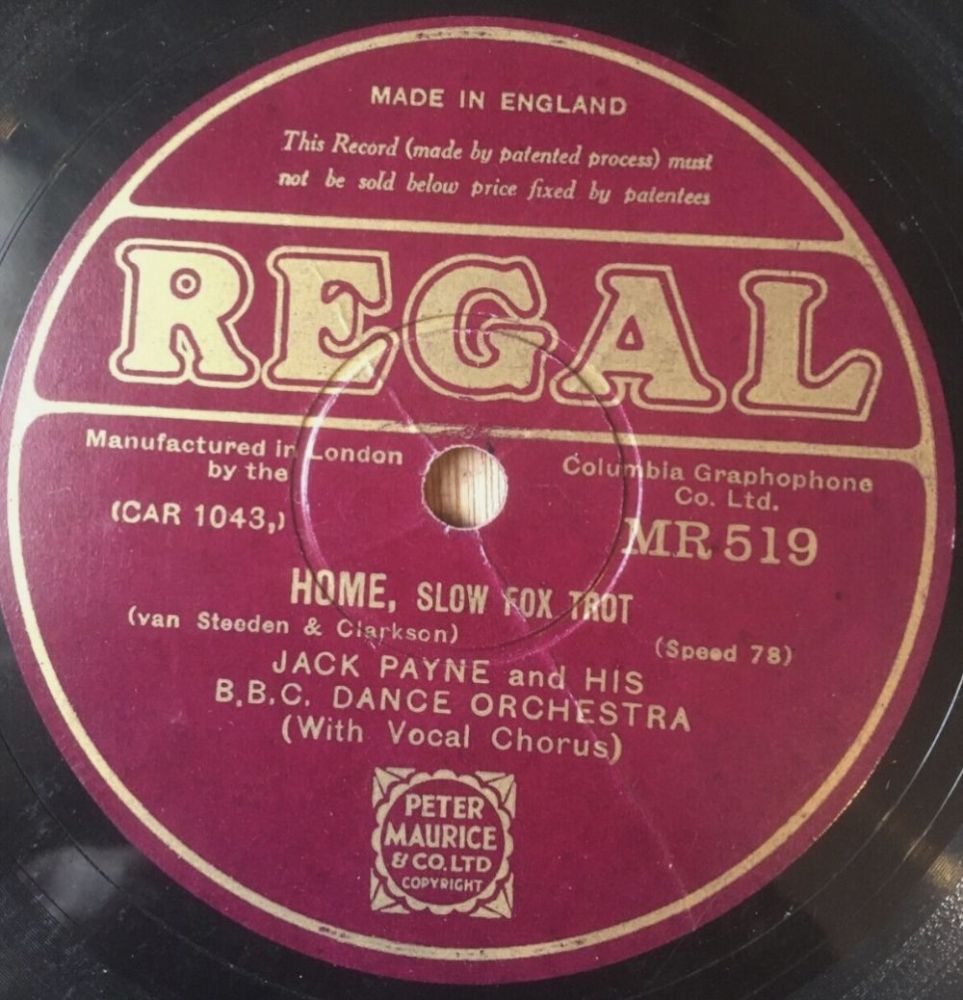 MADE IN ENGLAND
This Record (made by patented process) must
not be sold below price fixed by patentees
REGAL
Manufactured in London
by the
Columbia Graphophone
Co. Ltd.
(CAR 1043,)
MR 519
HOME, SLOW FOX TROT
(van Steeden & Clarkson)
(Speed 78)
JACK PAYNE and HIS
B.B.C. DANCE ORCHESTRA
(With Vocal Chorus)
PETER
MAURICE
& CO. LTD
COPYRIGHT